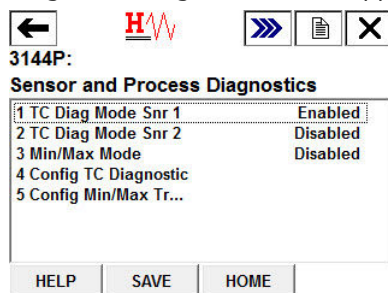 H
3144P:
Sensor and Process Diagnostics
1 TC Diag Mode Snr 1 Enabled
2 TC Diag Mode Snr 2 Disabled
3 Min/Max Mode Disabled
4 Config TC Diagnostic
5 Config Min/Max Tr...
HELP SAVE HOME